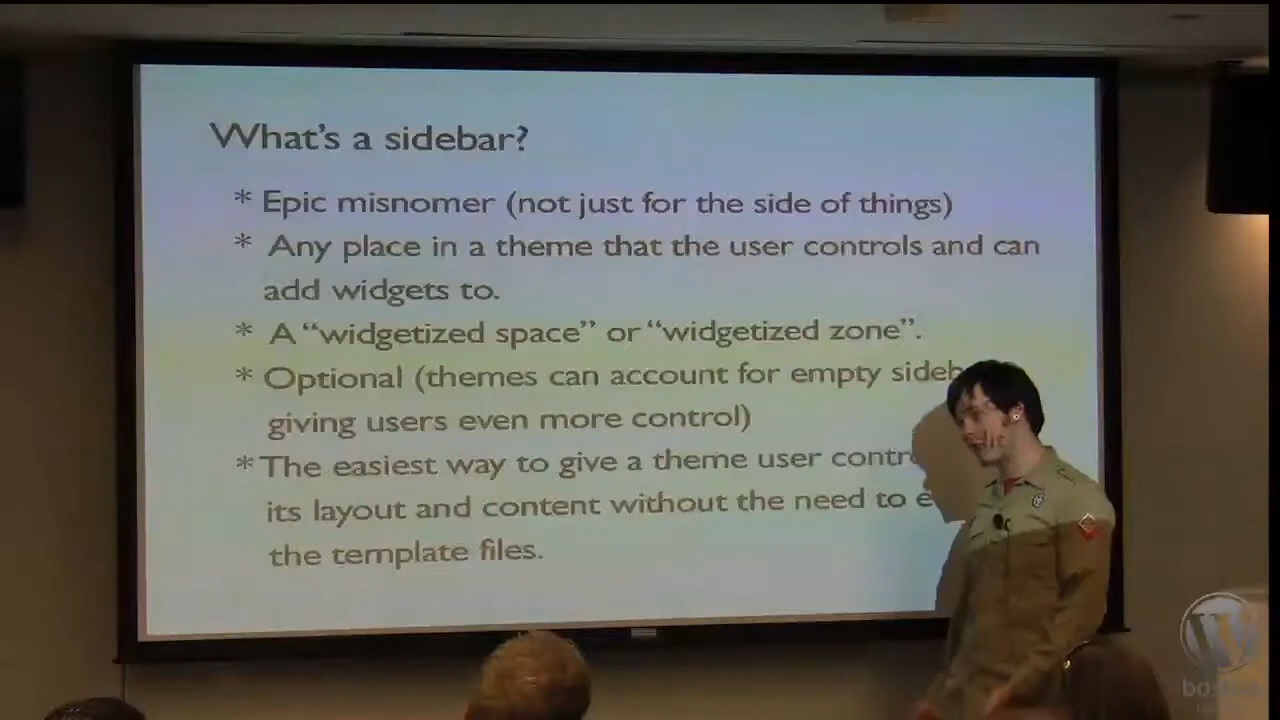 What's a sidebar?
* Epic misnomer (not just for the side of things)
* Any place in a theme that the user controls and can
add widgets to.
* A “widgetized space” or “widgetized zone”.
* Optional (themes can account for empty
giving users even more control)
* The easiest way to give a theme user
its layout and content without the need to
the template files.